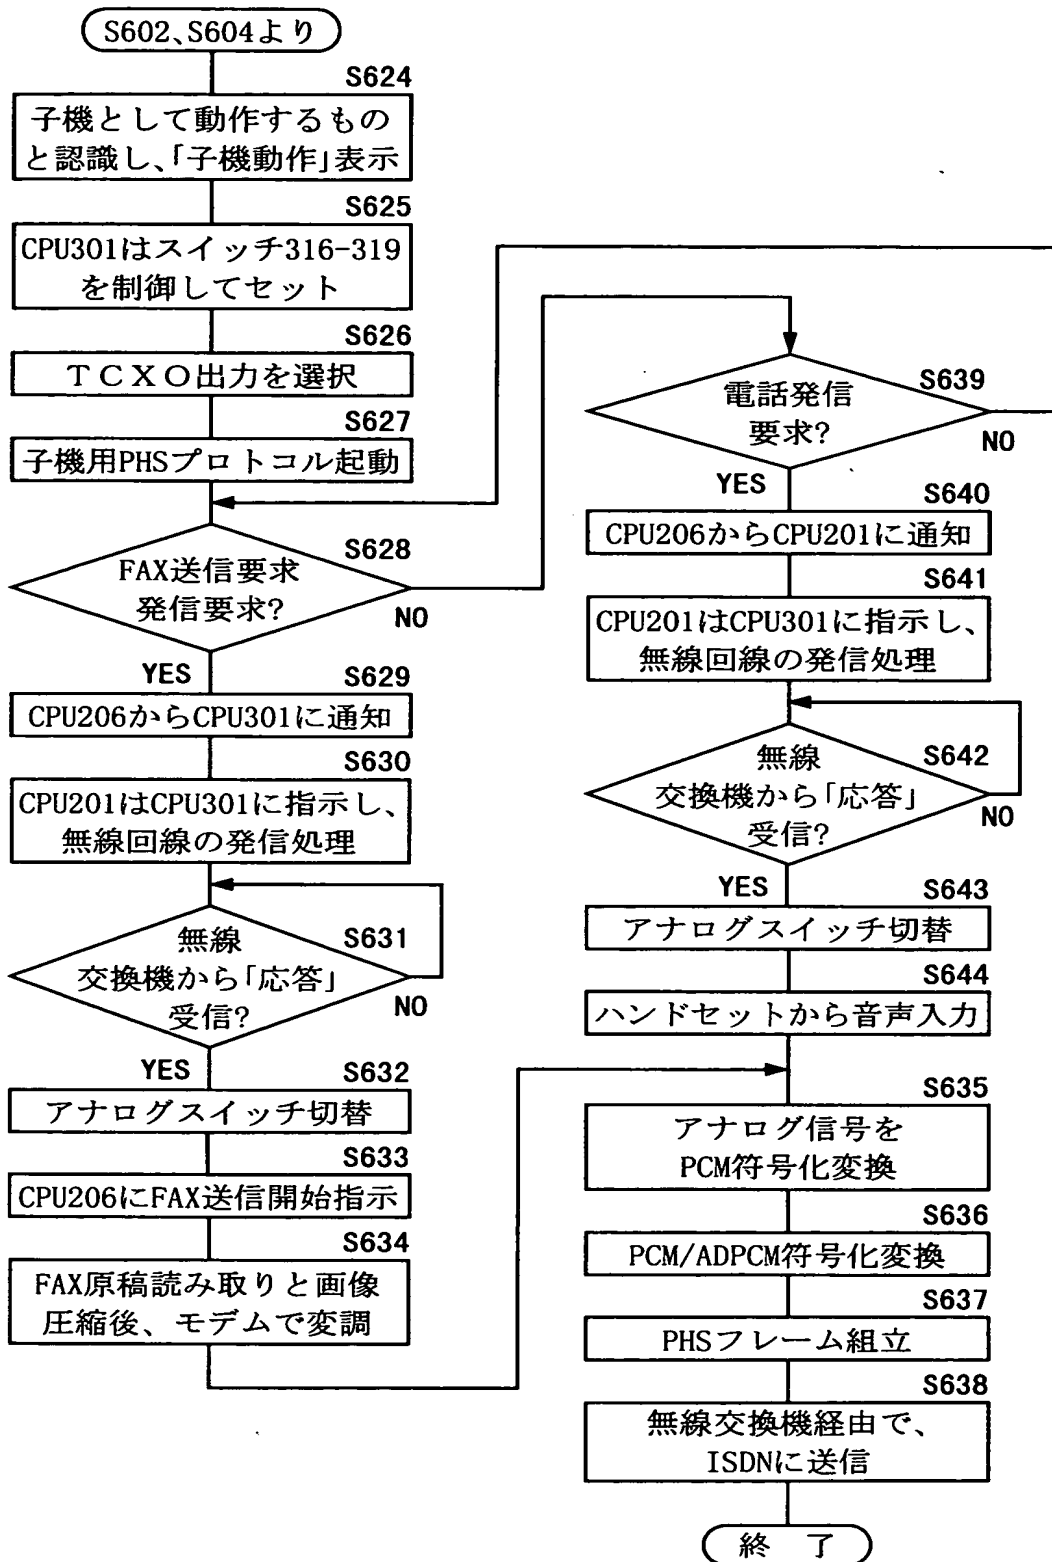 S602、S604より
S624
子機として動作するもの
と認識し、「子機動作」表示
S625
CPU301はスイッチ316-319
を制御してセット
S626
ＴＣＸＯ出力を選択
S627
子機用PHSプロトコル起動
S628
FAX送信要求
発信要求?
NO
YES
S629
CPU206からCPU301に通知
S630
CPU201はCPU301に指示し、
無線回線の発信処理
S631
無線
交換機から「応答」
受信?
NO
YES
S632
アナログスイッチ切替
S633
CPU206にFAX送信開始指示
S634
FAX原稿読み取りと画像
圧縮後、モデムで変調
S639
電話発信
要求?
NO
YES
S640
CPU206からCPU201に通知
S641
CPU201はCPU301に指示し、
無線回線の発信処理
S642
無線
交換機から「応答」
受信?
NO
YES
S643
アナログスイッチ切替
S644
ハンドセットから音声入力
S635
アナログ信号を
PCM符号化変換
S636
PCM/ADPCM符号化変換
S637
PHSフレーム組立
S638
無線交換機経由で、
ISDNに送信
終 了